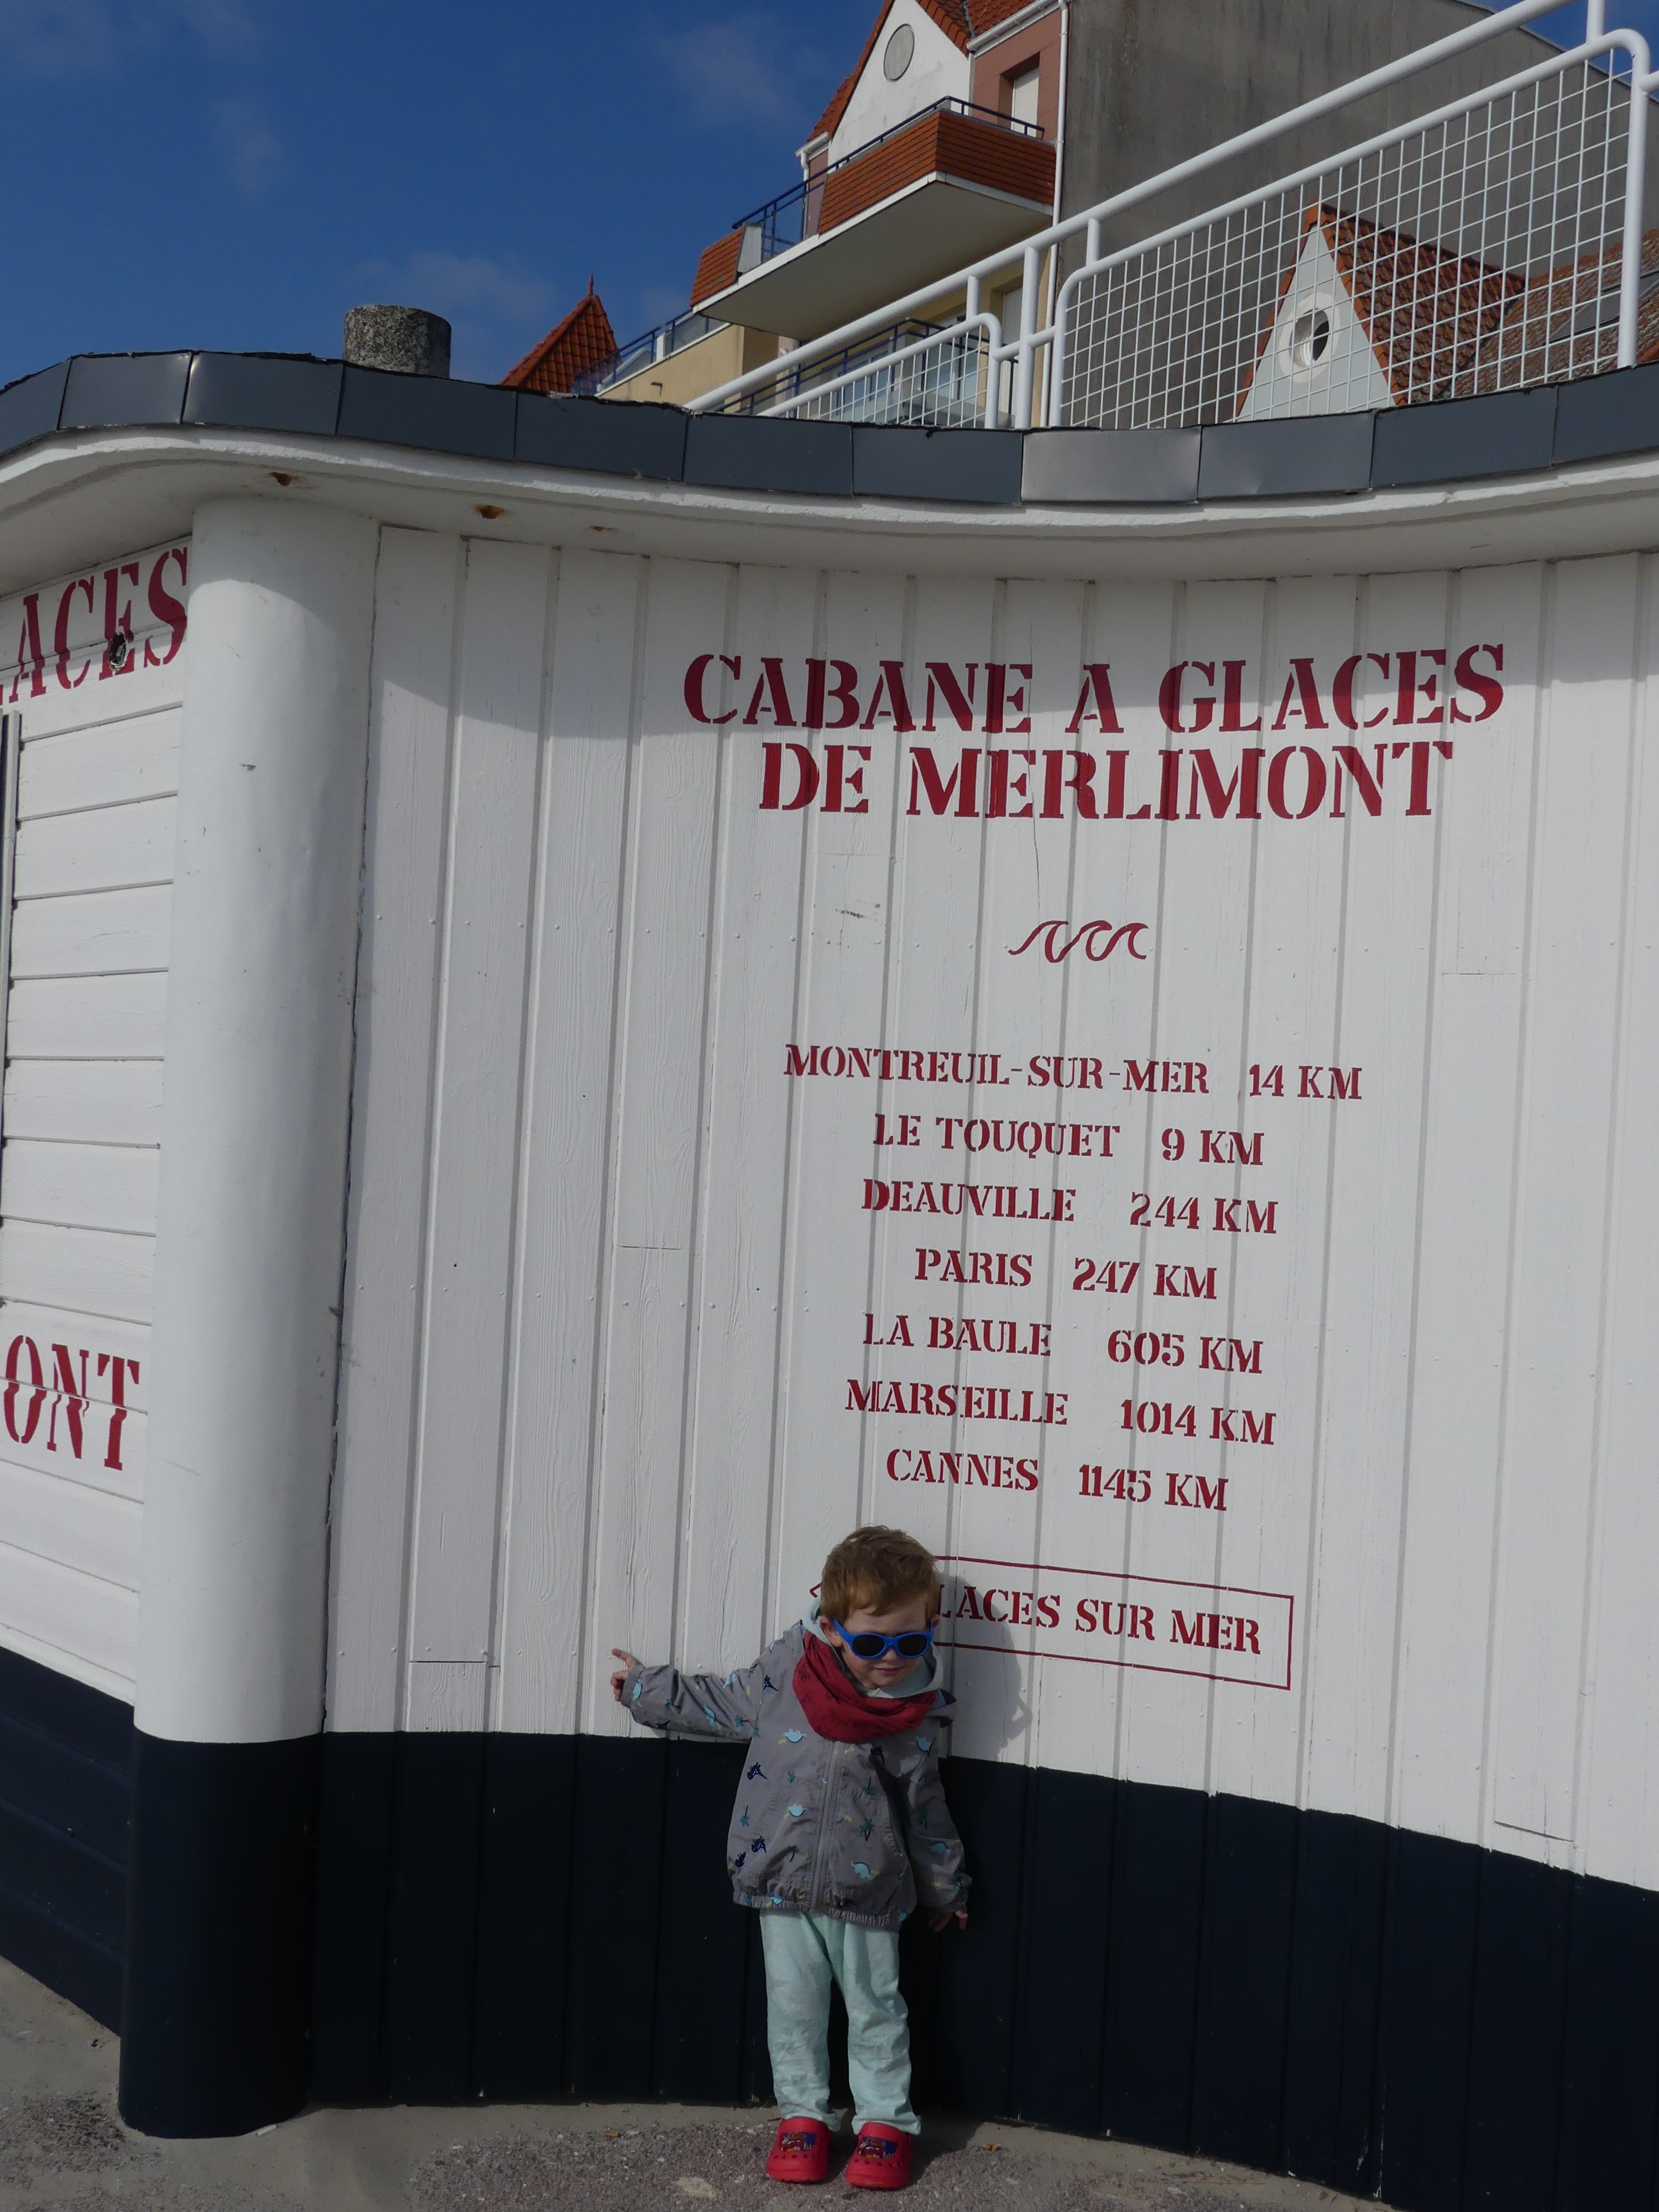 ACES
ONT
CABANE A GLACES
DE MERLIMONT
MONTREUIL-SUR-MER 14 KM
LE TOUQUET 9 KM
DEAUVILLE 244 KM
PARIS 247 KM
LA BAULE 605 KM
MARSEILLE 1014 KM
CANNES 1145 KM
LACES SUR MER